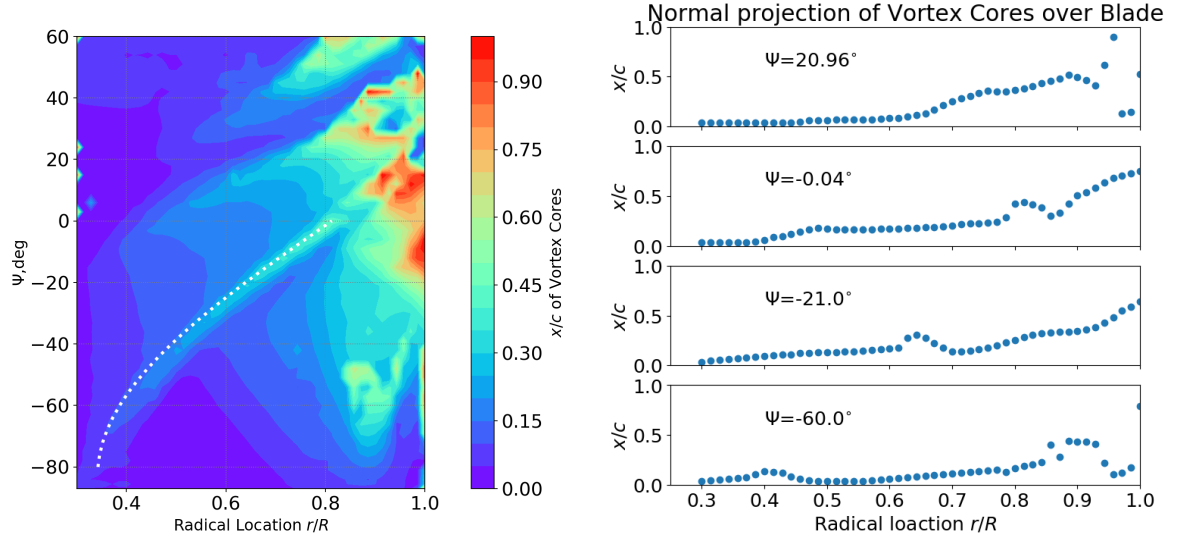 60
40
20
0
−20
−40
−60
−80
Ψ,deg
0.4
0.6
0.8
1.0
Radical Location r/R
0.90
0.75
0.60
0.45
0.30
0.15
0.00
x/c of Vortex Cores
Normal projection of Vortex Cores over Blade
1.0
0.5
0.0
x/c
Ψ=20.96°
1.0
0.5
0.0
x/c
Ψ=-0.04°
1.0
0.5
0.0
x/c
Ψ=-21.0°
1.0
0.5
0.0
x/c
Ψ=-60.0°
0.3 0.4 0.5 0.6 0.7 0.8 0.9 1.0
Radical loaction r/R